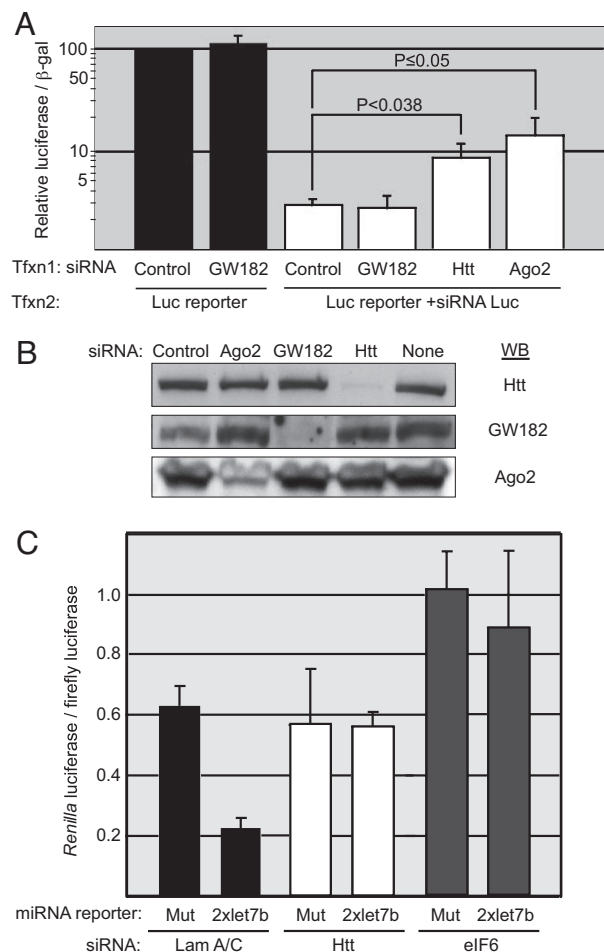 A
Relative luciferase / β-gal
100
50
10
5
P≤0.05
P<0.038
Tfxn1: siRNA Control GW182 Control GW182 Htt Ago2
Tfxn2: Luc reporter Luc reporter +siRNA Luc
B
siRNA: Control Ago2 GW182 Htt None WB
Htt
GW182
Ago2
C
Renilla luciferase / firefly luciferase
1.0
0.8
0.6
0.4
0.2
miRNA reporter: Mut 2xlet7b Mut 2xlet7b Mut 2xlet7b
siRNA: Lam A/C Htt eIF6